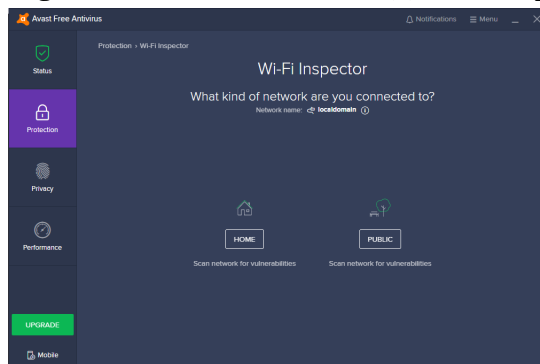 Avast Free Antivirus
Notifications
Menu
Status
Protection
Privacy
Performance
UPGRADE
Mobile
Protection › Wi-Fi Inspector
Wi-Fi Inspector
What kind of network are you connected to?
Network name: localdomain
HOME
Scan network for vulnerabilities
PUBLIC
Scan network for vulnerabilities